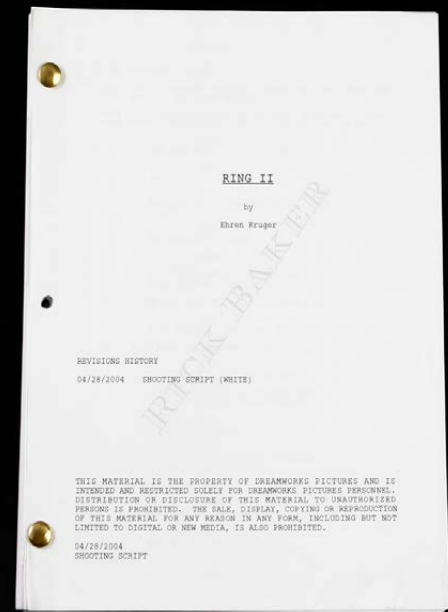 RING II
by
Ehren Kruger
RICK BAKER
REVISIONS HISTORY
04/28/2004 SHOOTING SCRIPT (WHITE)
THIS MATERIAL IS THE PROPERTY OF DREAMWORKS PICTURES AND IS
INTENDED AND RESTRICTED SOLELY FOR DREAMWORKS PICTURES PERSONNEL.
DISTRIBUTION OR DISCLOSURE OF THIS MATERIAL TO UNAUTHORIZED
PERSONS IS PROHIBITED. THE SALE, DISPLAY, COPYING OR REPRODUCTION
OF THIS MATERIAL FOR ANY REASON IN ANY FORM, INCLUDING BUT NOT
LIMITED TO DIGITAL OR NEW MEDIA, IS ALSO PROHIBITED.
04/28/2004
SHOOTING SCRIPT